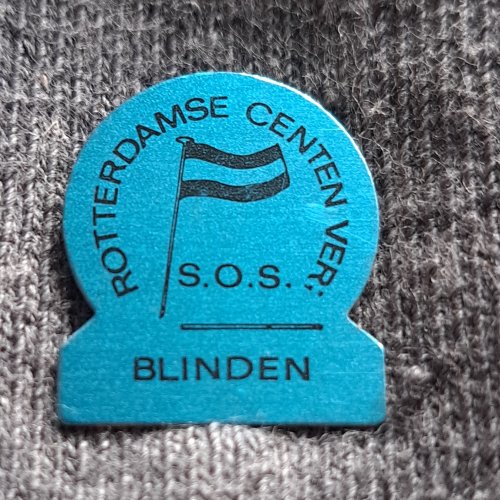 ROTTERDAMSE CENTEN VER:
S.O.S.
BLINDEN